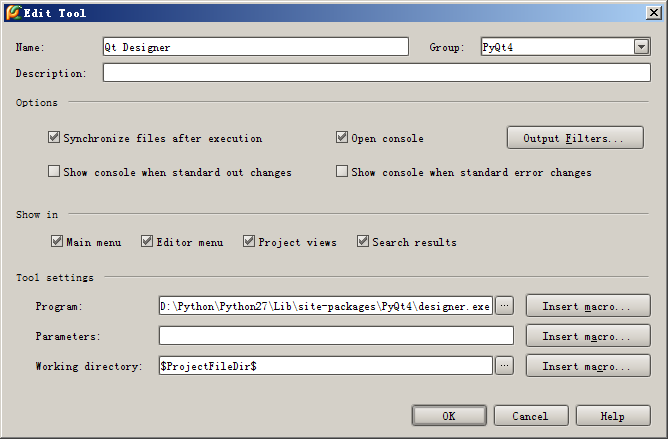 Edit Tool
Name: Qt Designer Group: PyQt4
Description:
Options
Synchronize files after execution Open console Output Filters...
Show console when standard out changes Show console when standard error changes
Show in
Main menu Editor menu Project views Search results
Tool settings
Program: D:\Python\Python27\Lib\site-packages\PyQt4\designer.exe ... Insert macro...
Parameters: Insert macro...
Working directory: $ProjectFileDir$ ... Insert macro...
OK Cancel Help